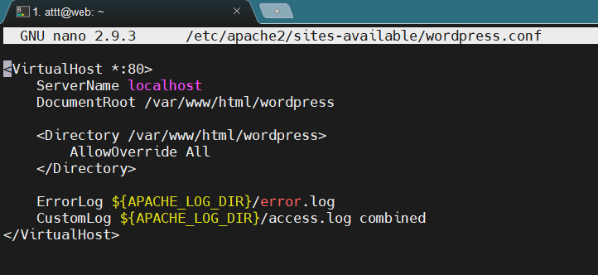 1. attt@web: ~
GNU nano 2.9.3 /etc/apache2/sites-available/wordpress.conf
<VirtualHost *:80>
    ServerName localhost
    DocumentRoot /var/www/html/wordpress
    <Directory /var/www/html/wordpress>
        AllowOverride All
    </Directory>
    ErrorLog ${APACHE_LOG_DIR}/error.log
    CustomLog ${APACHE_LOG_DIR}/access.log combined
</VirtualHost>